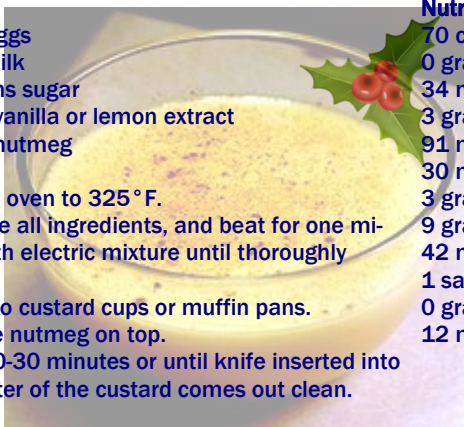 ggs
ilk
ns sugar
vanilla or lemon extract
nutmeg
oven to 325°F.
e all ingredients, and beat for one mi-
th electric mixture until thoroughly
o custard cups or muffin pans.
e nutmeg on top.
0-30 minutes or until knife inserted into
ter of the custard comes out clean.
Nutr
70 c
0 gra
34 m
3 gra
91 m
30 m
3 gra
9 gra
42 m
1 sa
0 gra
12 m